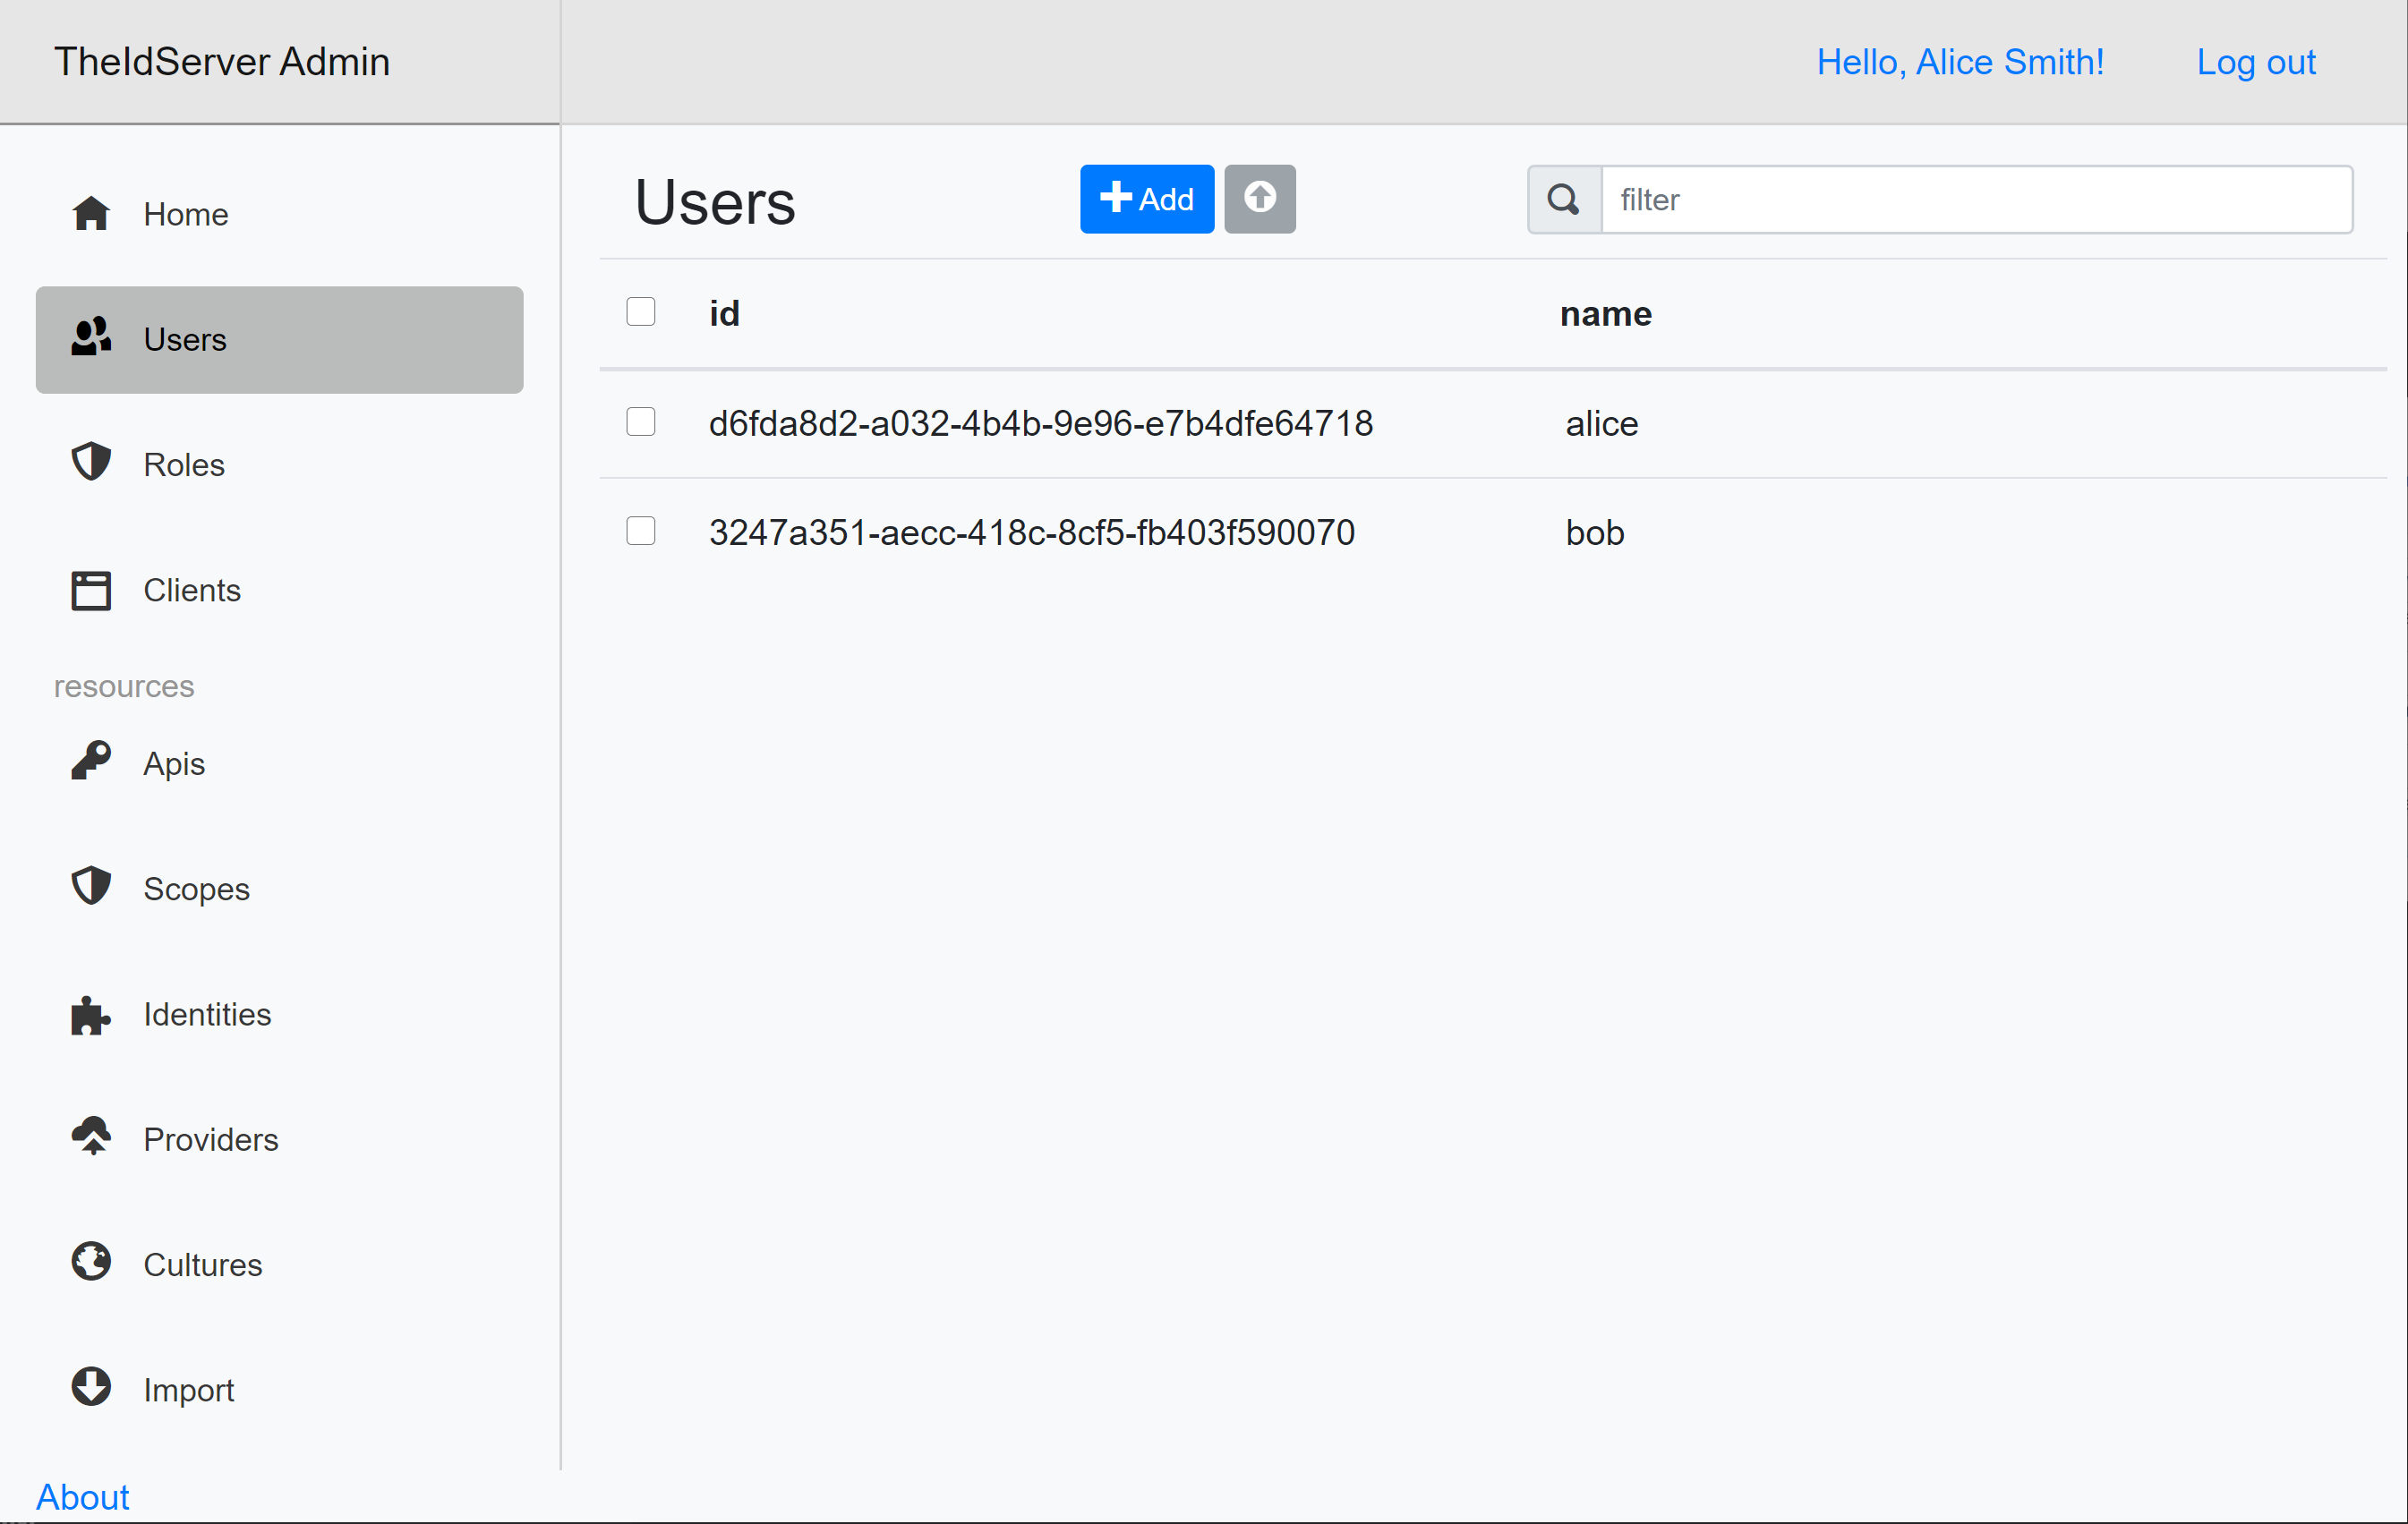 TheIdServer Admin
Hello, Alice Smith!
Log out
Home
Users
Roles
Clients
resources
Apis
Scopes
Identities
Providers
Cultures
Import
About
Users
Add
filter
id name
d6fda8d2-a032-4b4b-9e96-e7b4dfe64718 alice
3247a351-aecc-418c-8cf5-fb403f590070 bob